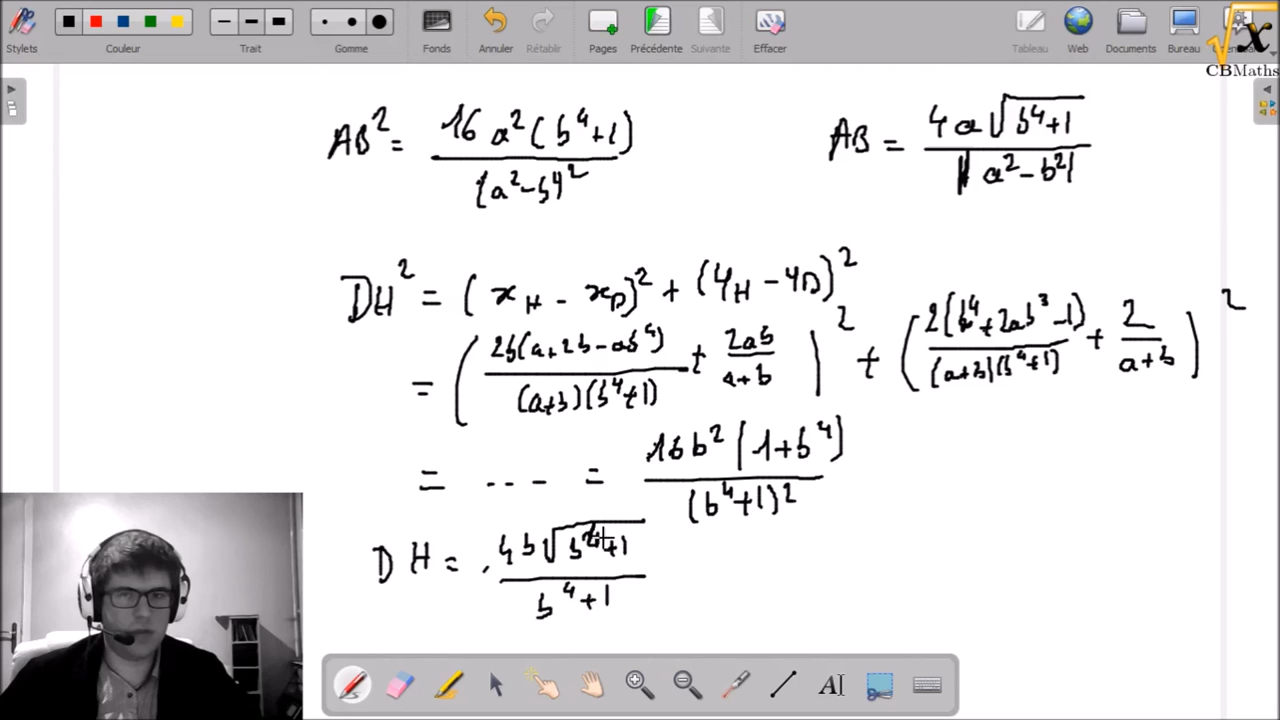 Stylets Couleur Trait Gomme Fonds Annuler Rétablir Pages Précédente Suivante Effacer Tableau Web Documents Bureau
CBMaths
AB² = 16a²(b⁴+1) / (a²-b²)²    AB = 4a√(b⁴+1) / |a²-b²|
DH² = (x_H - x_D)² + (y_H - y_D)²
= (2b(a+2b-ab⁴) / (a+b)(b⁴+1) + 2ab / a+b)² + (2(b⁴+2ab³-1) / (a+b)(b⁴+1) + 2 / a+b)²
= ... = 16b²(1+b⁴) / (b⁴+1)²
DH = 4b√(b⁴+1) / b⁴+1